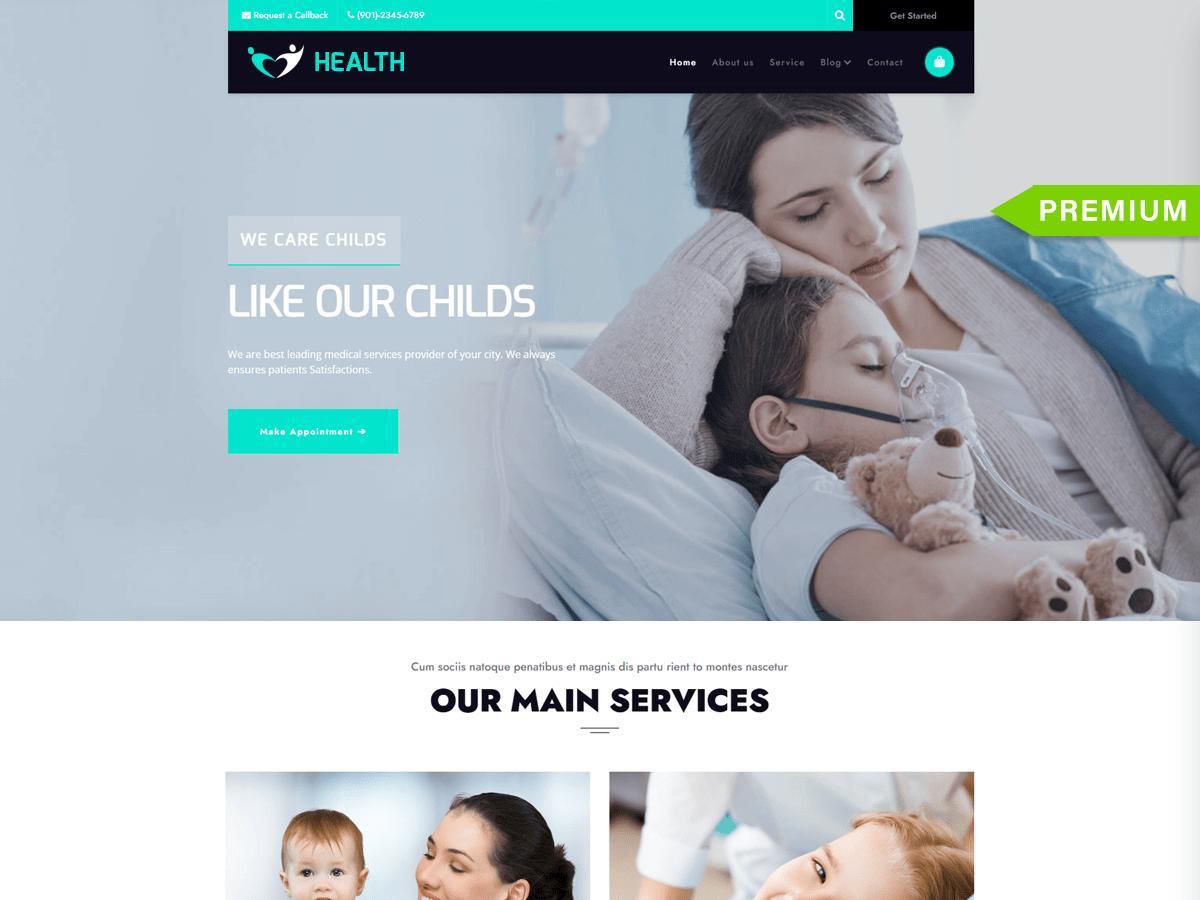 Request a Callback
(901)-2345-6789
Get Started
HEALTH
Home
About us
Service
Blog
Contact
PREMIUM
WE CARE CHILDS
LIKE OUR CHILDS
We are best leading medical services provider of your city. We always
ensures patients Satisfactions.
Make Appointment ➔
Cum sociis natoque penatibus et magnis dis partu rient to montes nascetur
OUR MAIN SERVICES